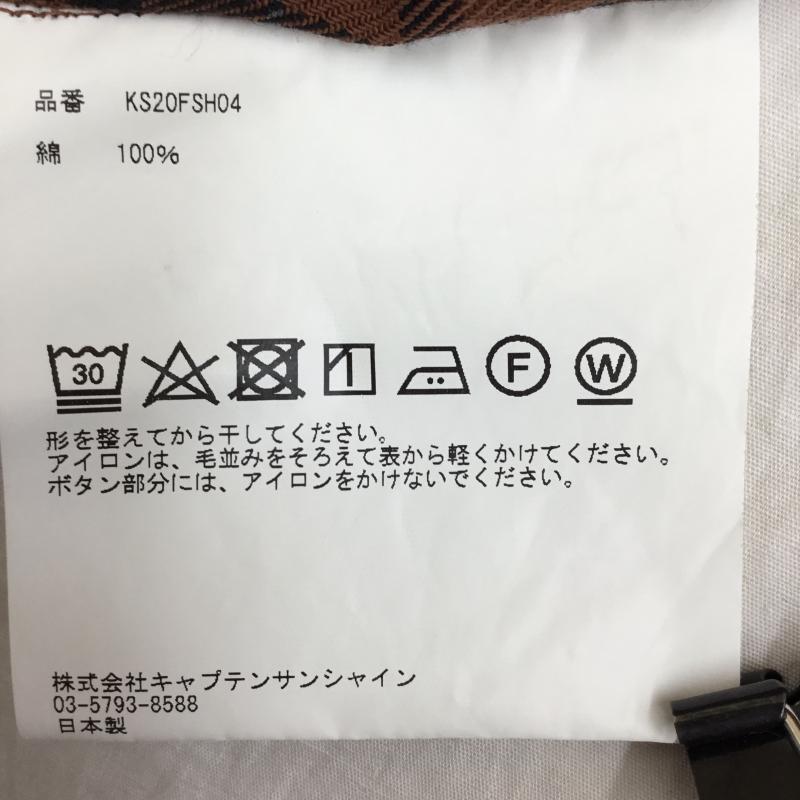 品番 KS20FSH04
綿 100%
30 F W
形を整えてから干してください。
アイロンは、毛並みをそろえて表から軽くかけてください。
ボタン部分には、アイロンをかけないでください。
株式会社キャプテンサンシャイン
03-5793-8588
日本製